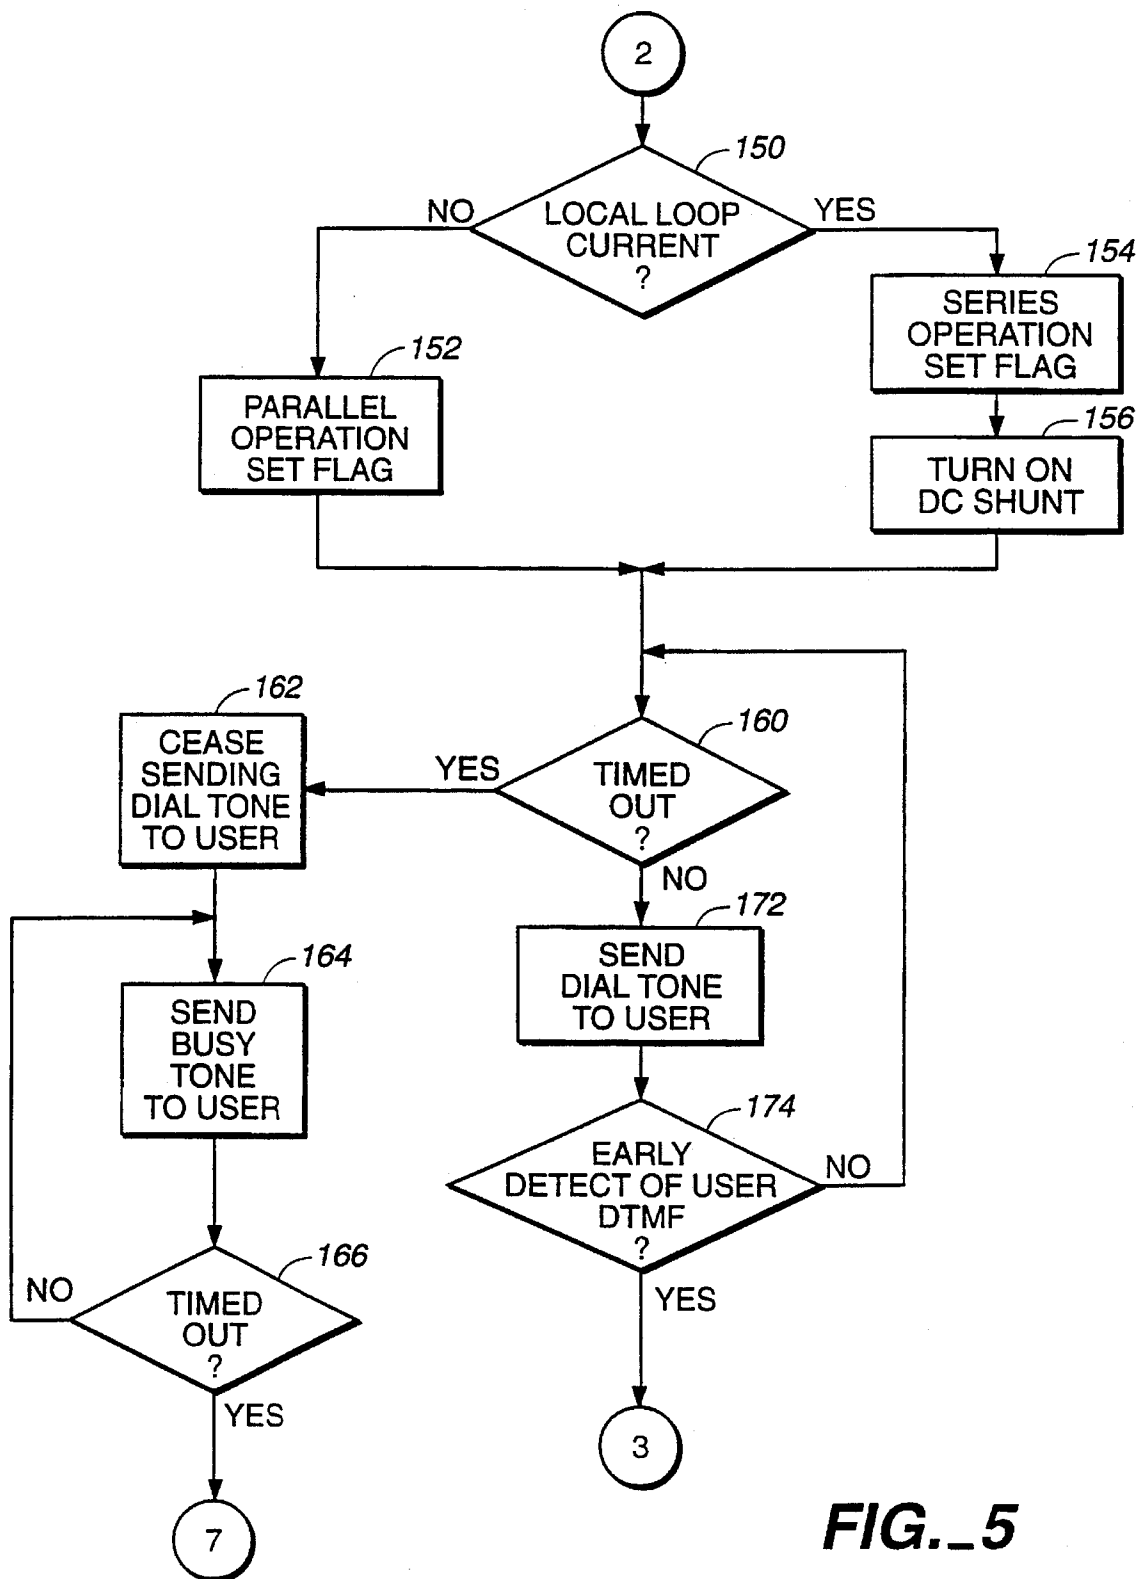 2
150
LOCAL LOOP
CURRENT
?
NO
YES
152
PARALLEL
OPERATION
SET FLAG
154
SERIES
OPERATION
SET FLAG
156
TURN ON
DC SHUNT
160
TIMED
OUT
?
YES
NO
162
CEASE
SENDING
DIAL TONE
TO USER
164
SEND
BUSY
TONE
TO USER
166
TIMED
OUT
?
NO
YES
7
172
SEND
DIAL TONE
TO USER
174
EARLY
DETECT OF USER
DTMF
?
NO
YES
3
FIG._5